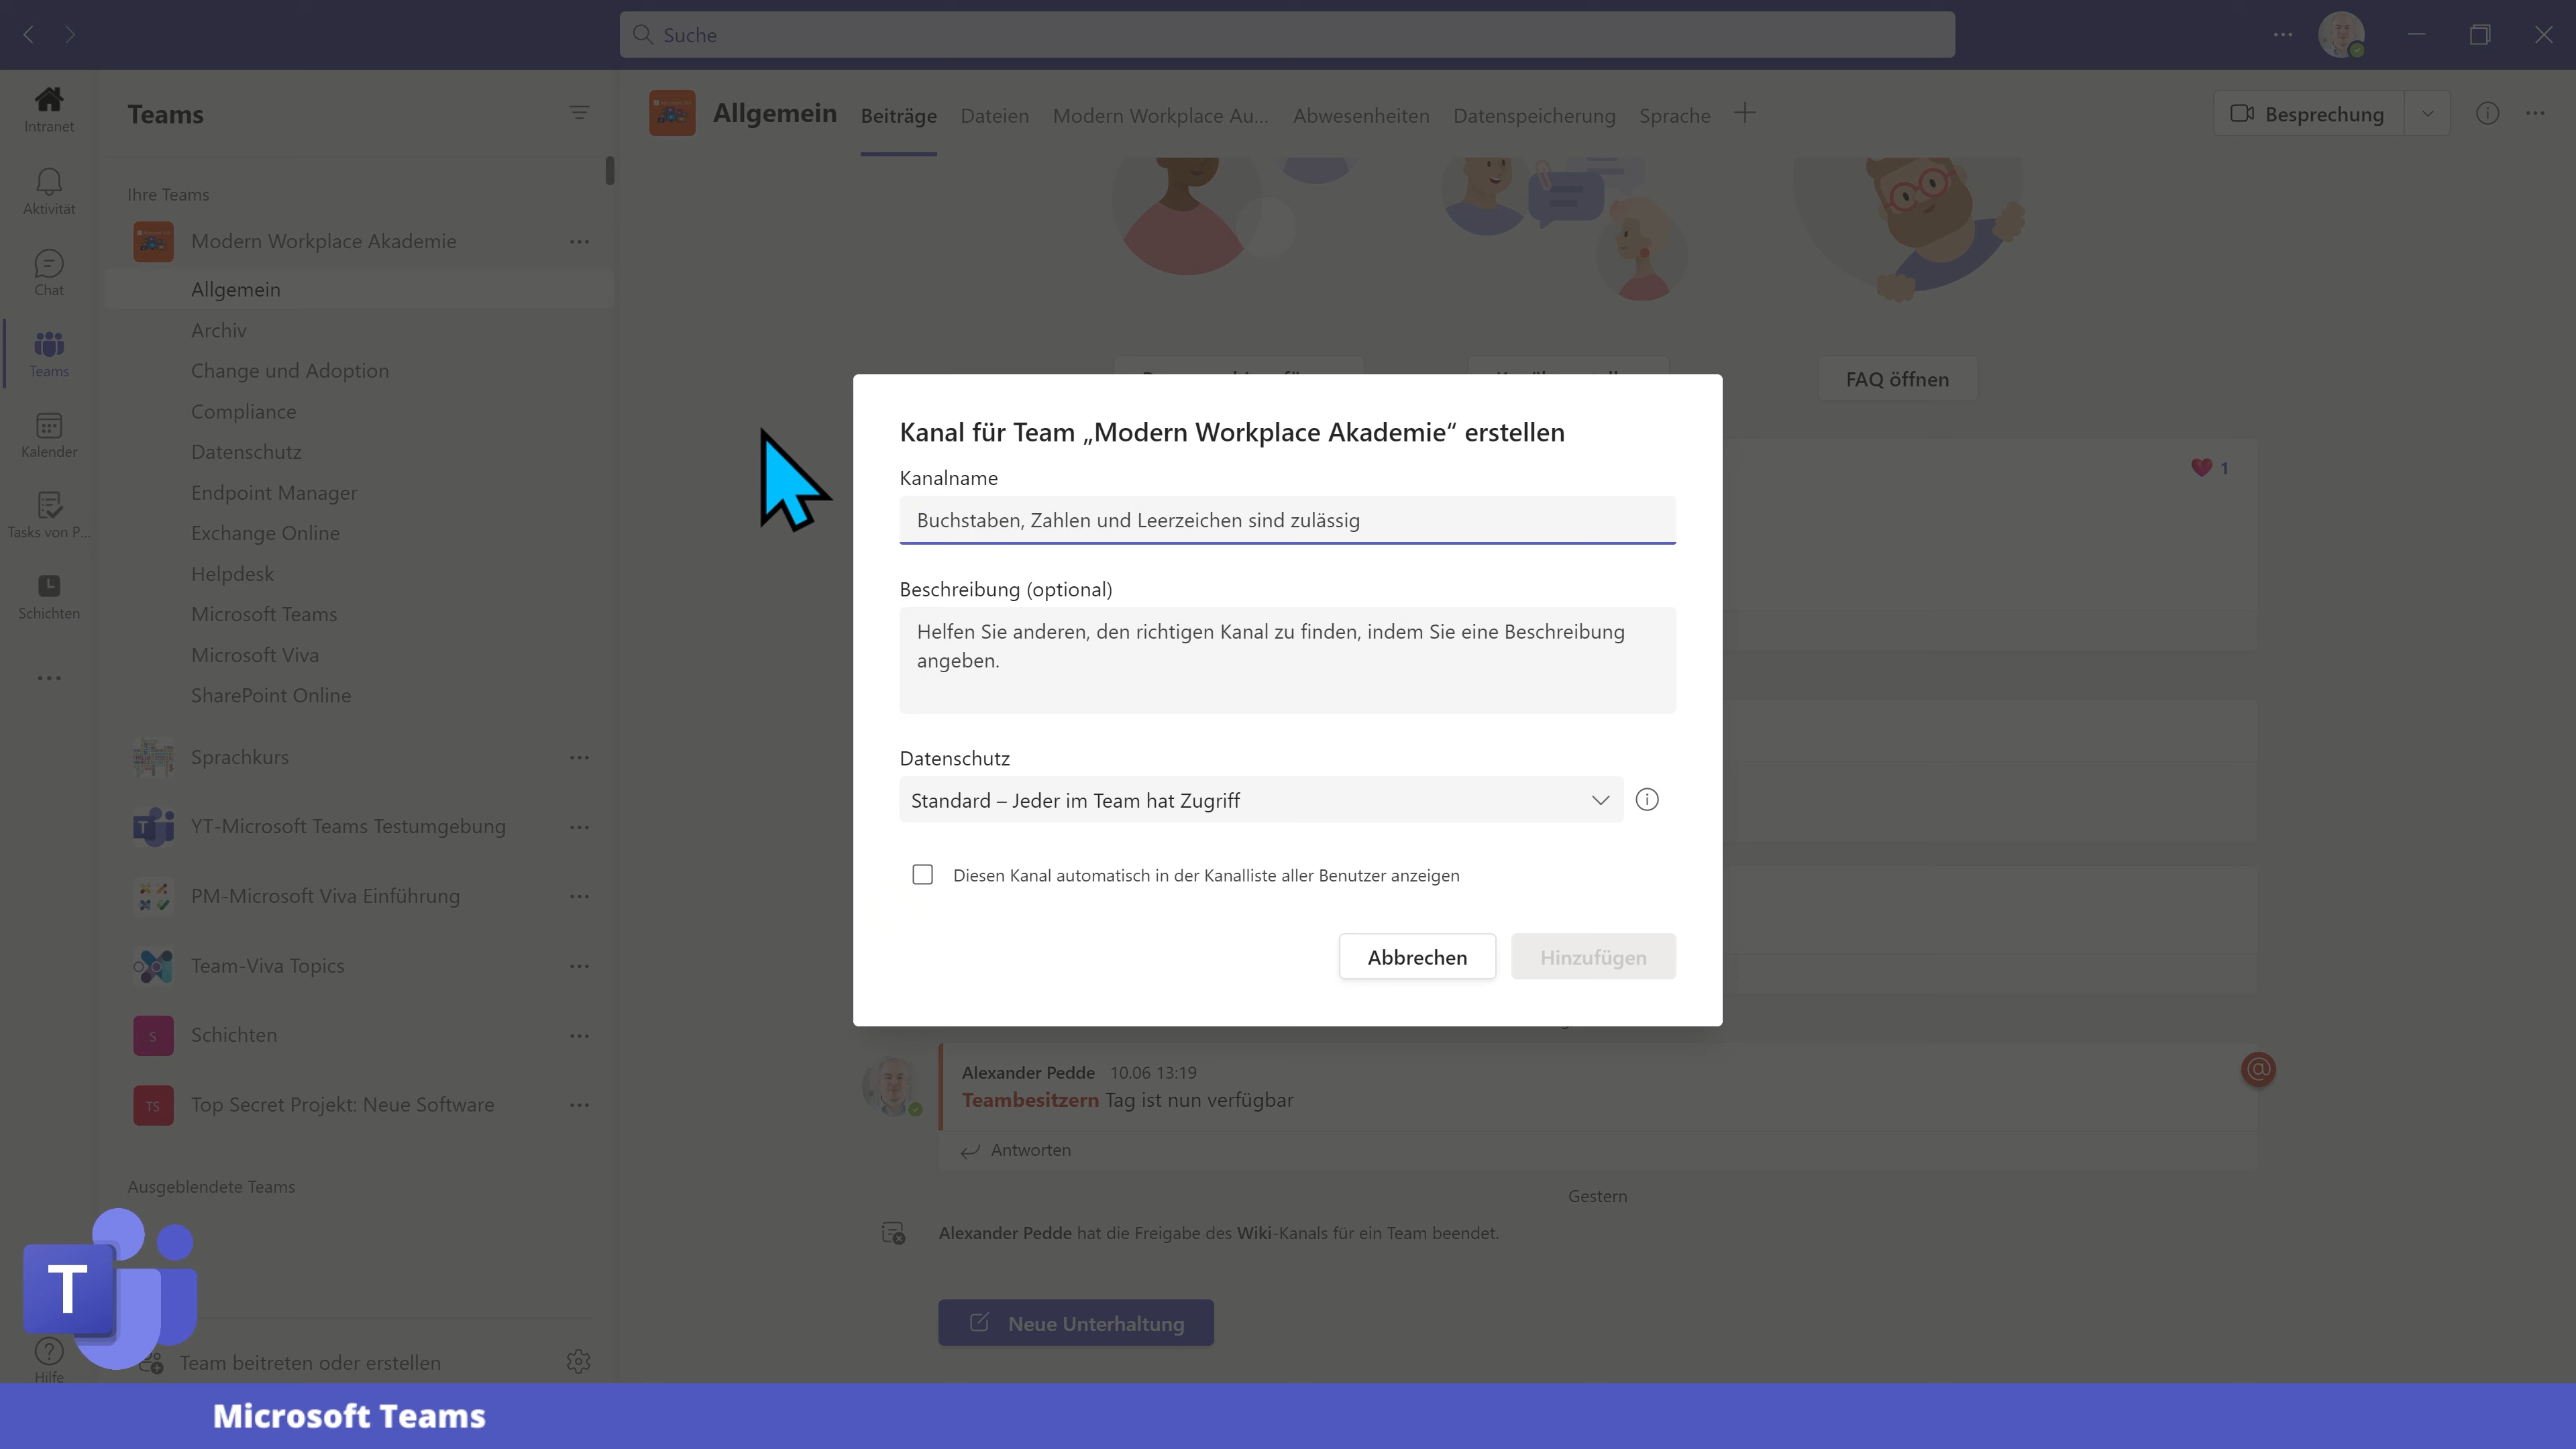 Suche
Intranet
Aktivität
Chat
Teams
Kalender
Tasks von P...
Schichten
Hilfe
Teams
Ihre Teams
Modern Workplace Akademie
Allgemein
Archiv
Change und Adoption
Compliance
Datenschutz
Endpoint Manager
Exchange Online
Helpdesk
Microsoft Teams
Microsoft Viva
SharePoint Online
Sprachkurs
YT-Microsoft Teams Testumgebung
PM-Microsoft Viva Einführung
Team-Viva Topics
S
Schichten
TS
Top Secret Projekt: Neue Software
Ausgeblendete Teams
Team beitreten oder erstellen
Allgemein
Beiträge
Dateien
Modern Workplace Au...
Abwesenheiten
Datenspeicherung
Sprache
Besprechung
FAQ öffnen
1
Kanal für Team „Modern Workplace Akademie“ erstellen
Kanalname
Buchstaben, Zahlen und Leerzeichen sind zulässig
Beschreibung (optional)
Helfen Sie anderen, den richtigen Kanal zu finden, indem Sie eine Beschreibung
angeben.
Datenschutz
Standard – Jeder im Team hat Zugriff
Diesen Kanal automatisch in der Kanalliste aller Benutzer anzeigen
Abbrechen
Hinzufügen
Alexander Pedde 10.06 13:19
Teambesitzern Tag ist nun verfügbar
Antworten
Gestern
Alexander Pedde hat die Freigabe des Wiki-Kanals für ein Team beendet.
Neue Unterhaltung
T
Microsoft Teams